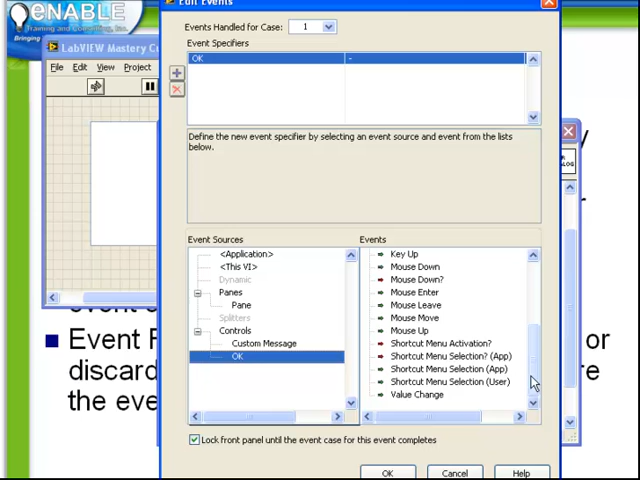 eNABLE
Training and Consulting, Inc.
Bringing
Edit Events
LabVIEW Mastery Cu
File Edit View Project
Events Handled for Case: 1
Event Specifiers
OK -
Define the new event specifier by selecting an event source and event from the lists
below.
Event Sources
<Application>
<This VI>
Dynamic
Panes
Pane
Splitters
Controls
Custom Message
OK
Events
Key Up
Mouse Down
Mouse Down?
Mouse Enter
Mouse Leave
Mouse Move
Mouse Up
Shortcut Menu Activation?
Shortcut Menu Selection? (App)
Shortcut Menu Selection (App)
Shortcut Menu Selection (User)
Value Change
Lock front panel until the event case for this event completes
OK Cancel Help
Event F or
discard re
the eve